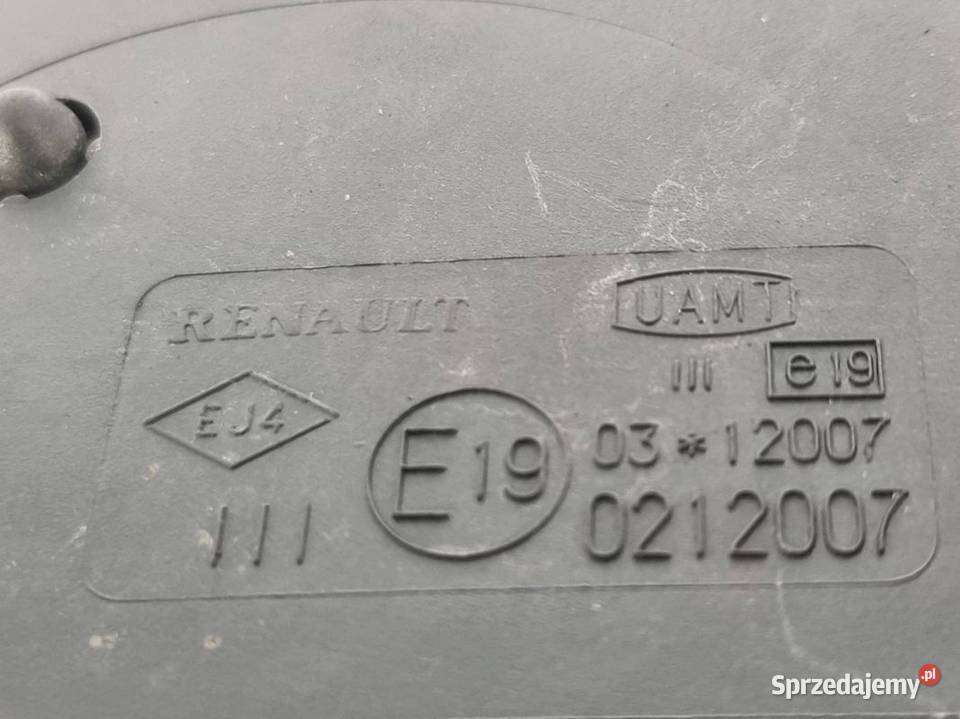 RENAULT
UAMT
III e19
EJ4
E19
03*12007
III
0212007
Sprzedajemy.pl